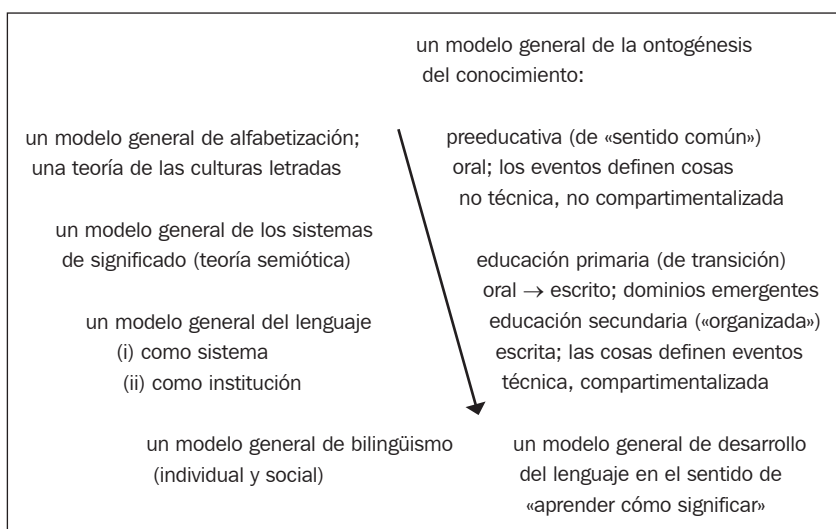 un modelo general de la ontogénesis
del conocimiento:
un modelo general de alfabetización;
una teoría de las culturas letradas
un modelo general de los sistemas
de significado (teoría semiótica)
un modelo general del lenguaje
(i) como sistema
(ii) como institución
un modelo general de bilingüismo
(individual y social)
preeducativa (de «sentido común»)
oral; los eventos definen cosas
no técnica, no compartimentalizada
educación primaria (de transición)
oral → escrito; dominios emergentes
educación secundaria («organizada»)
escrita; las cosas definen eventos
técnica, compartimentalizada
un modelo general de desarrollo
del lenguaje en el sentido de
«aprender cómo significar»